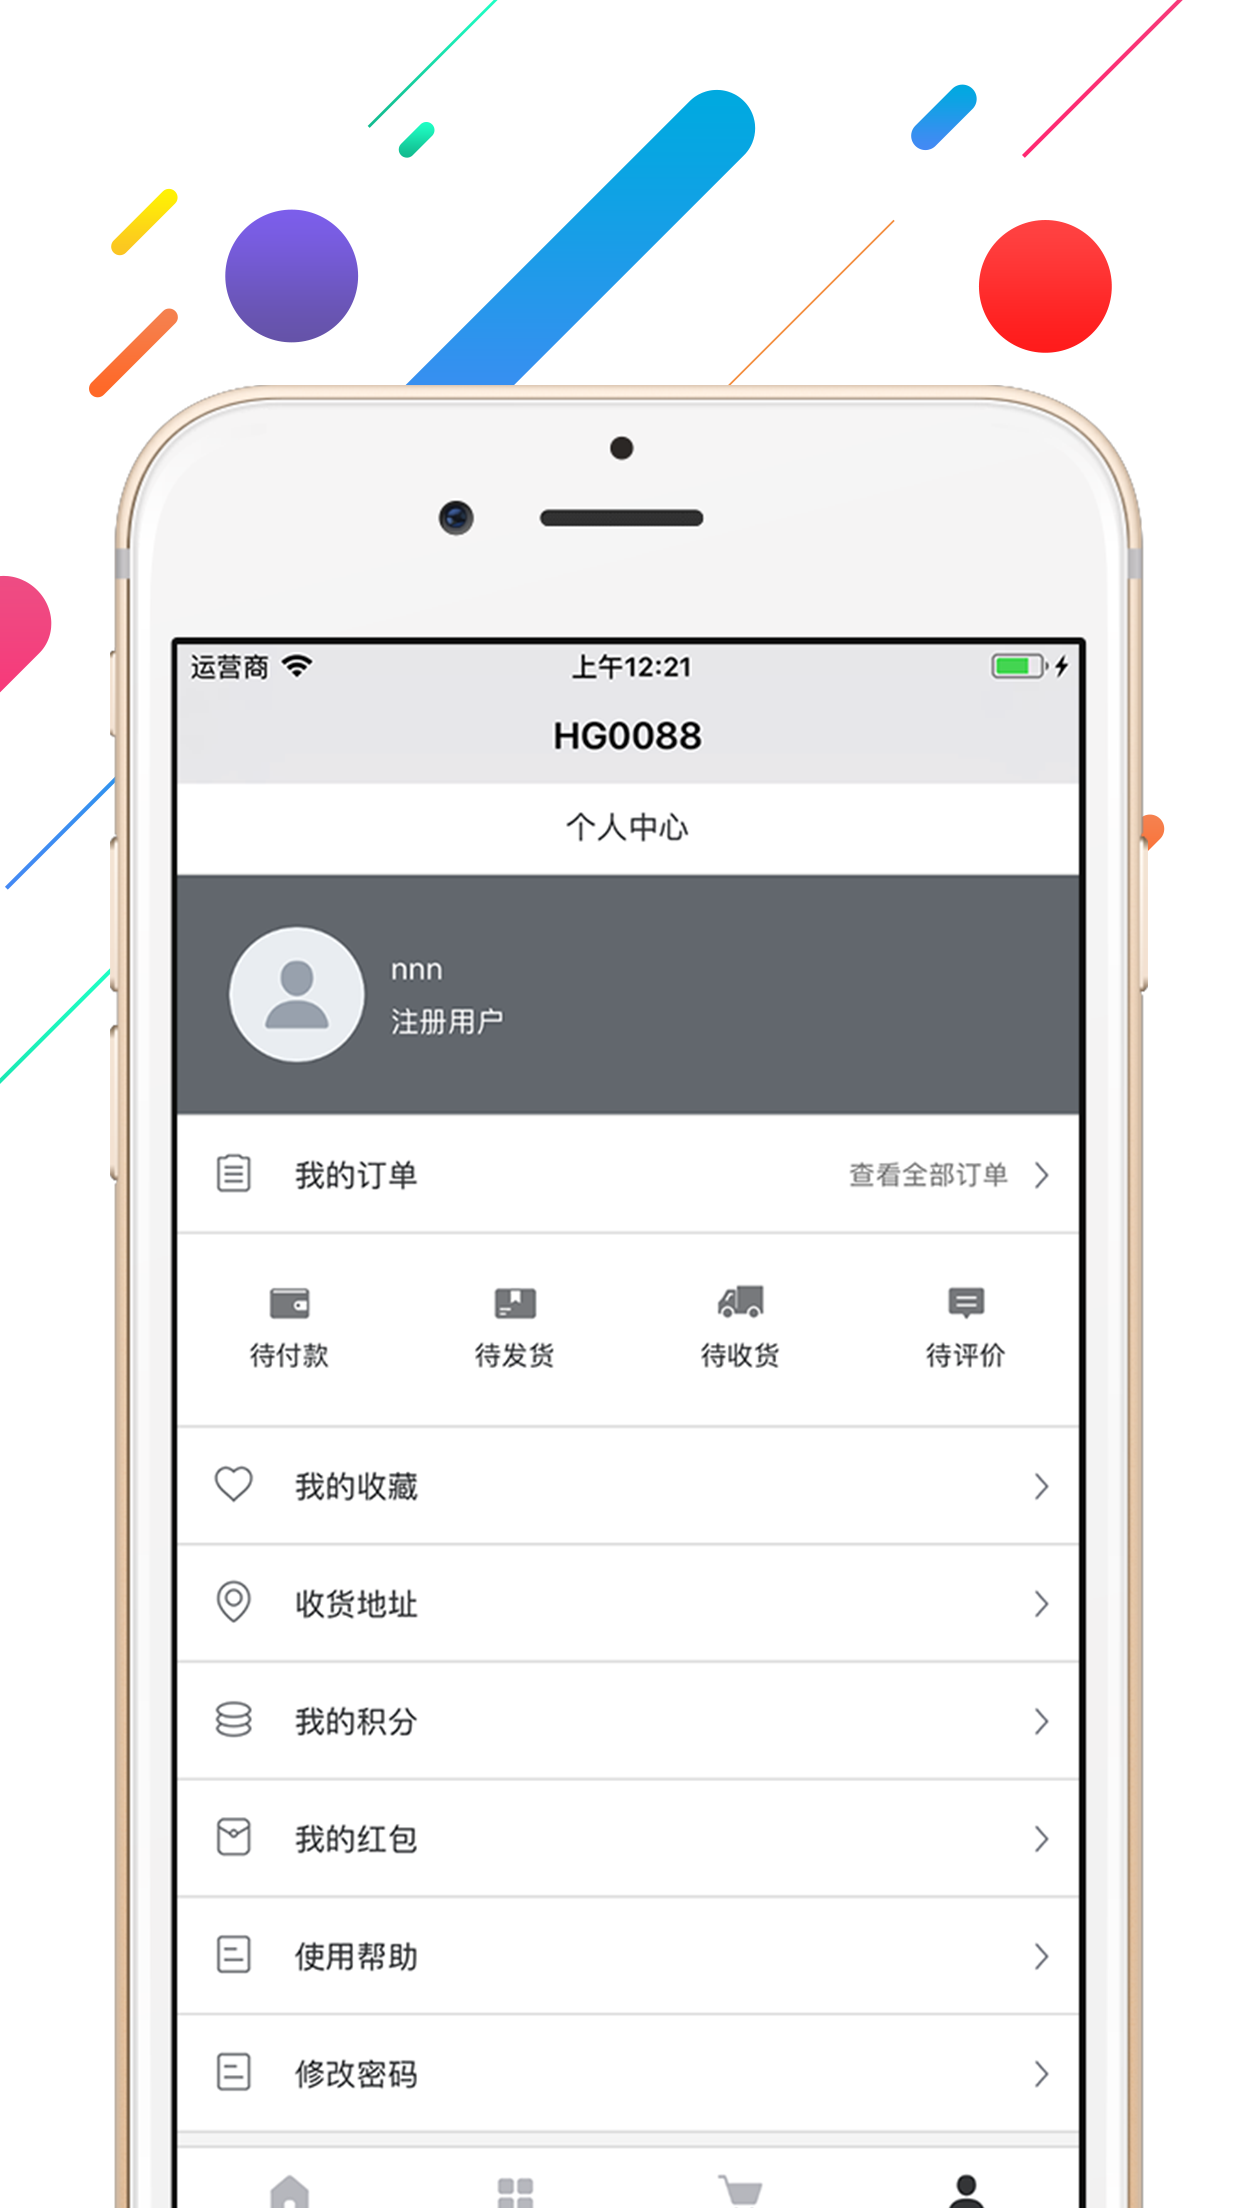 运营商 上午12:21
HG0088
个人中心
nnn
注册用户
我的订单 查看全部订单
待付款 待发货 待收货 待评价
我的收藏
收货地址
我的积分
我的红包
使用帮助
修改密码